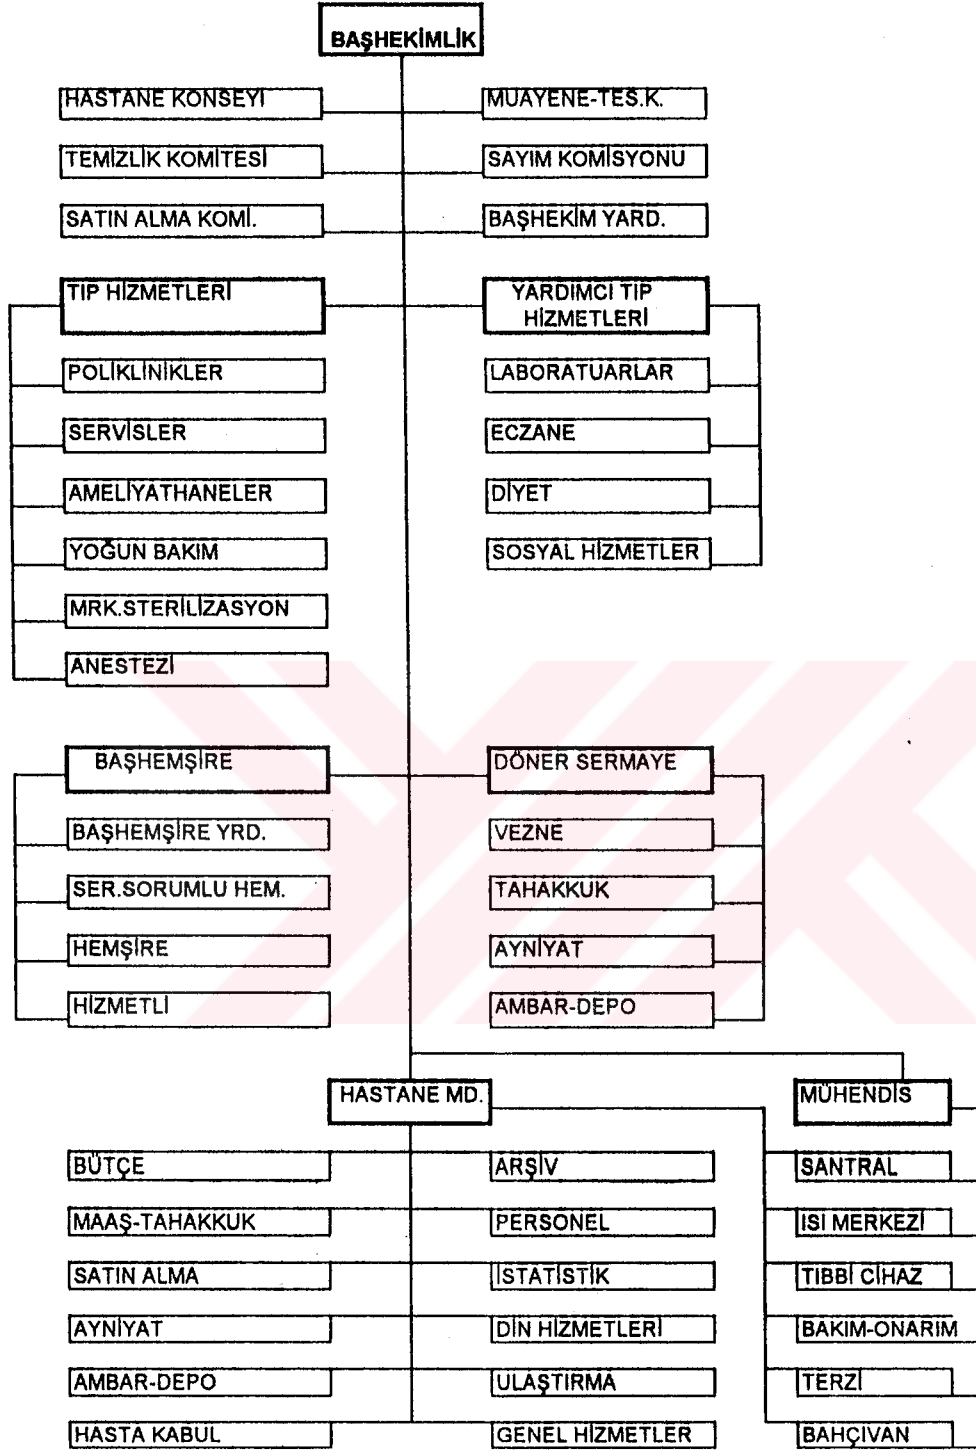 BAŞHEKİMLİK
HASTANE KONSEYİ
MUAYENE-TES.K.
TEMİZLİK KOMİTESİ
SAYIM KOMİSYONU
SATIN ALMA KOMİ.
BAŞHEKİM YARD.
TIP HİZMETLERİ
YARDIMCI TIP
HİZMETLERİ
POLİKLİNİKLER
LABORATUARLAR
SERVİSLER
ECZANE
AMELİYATHANELER
DİYET
YOĞUN BAKIM
SOSYAL HİZMETLER
MRK.STERİLİZASYON
ANESTEZİ
BAŞHEMŞİRE
DÖNER SERMAYE
BAŞHEMŞİRE YRD.
VEZNE
SER.SORUMLU HEM.
TAHAKKUK
HEMŞİRE
AYNİYAT
HİZMETLİ
AMBAR-DEPO
HASTANE MD.
MÜHENDİS
BÜTÇE
ARŞİV
SANTRAL
MAAŞ-TAHAKKUK
PERSONEL
ISI MERKEZİ
SATIN ALMA
İSTATİSTİK
TIBBİ CİHAZ
AYNİYAT
DİN HİZMETLERİ
BAKIM-ONARIM
AMBAR-DEPO
ULAŞTIRMA
TERZİ
HASTA KABUL
GENEL HİZMETLER
BAHÇIVAN